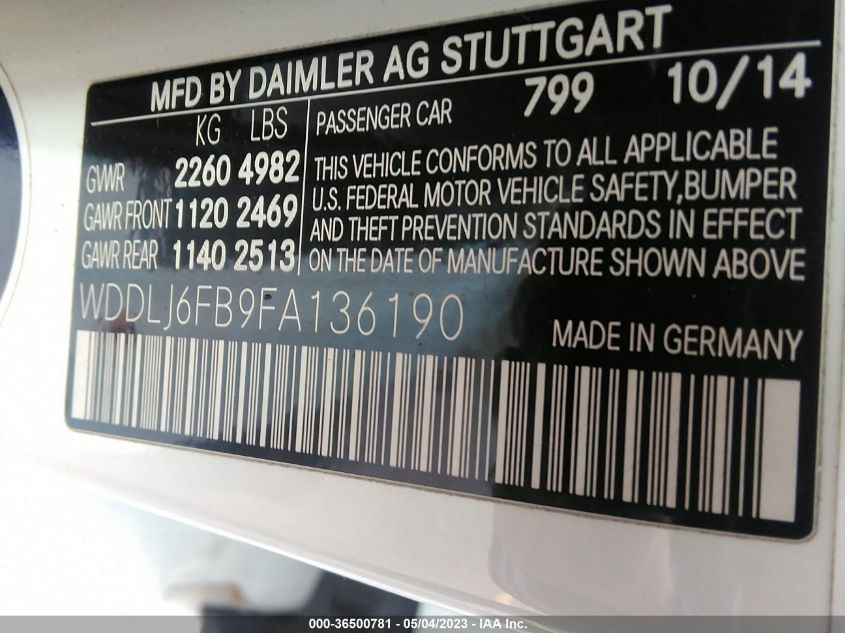 MFD BY DAIMLER AG STUTTGART
KG LBS
PASSENGER CAR 799 10/14
GVWR 2260 4982
GAWR FRONT 1120 2469
GAWR REAR 1140 2513
THIS VEHICLE CONFORMS TO ALL APPLICABLE
U.S. FEDERAL MOTOR VEHICLE SAFETY,BUMPER
AND THEFT PREVENTION STANDARDS IN EFFECT
ON THE DATE OF MANUFACTURE SHOWN ABOVE
WDDLJ6FB9FA136190
MADE IN GERMANY
000-36500781 - 05/04/2023 - IAA Inc.